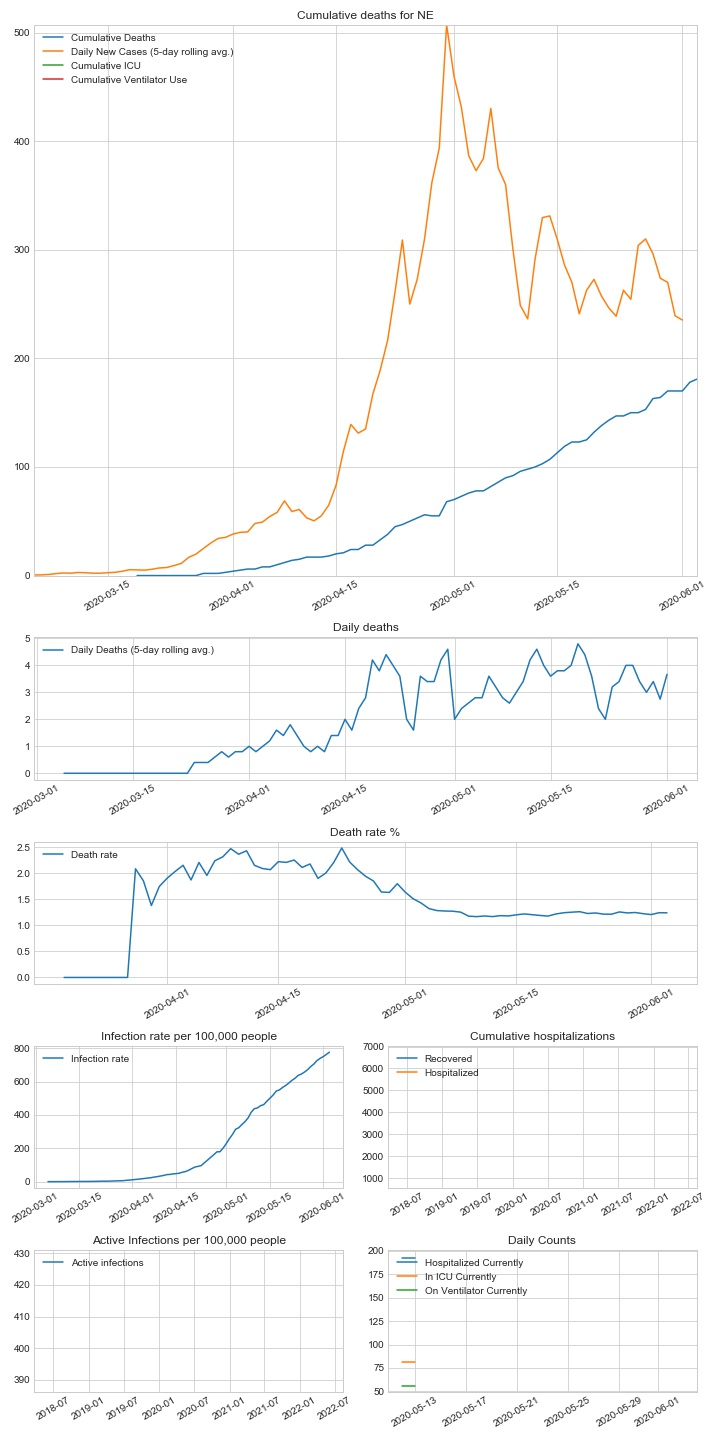 Cumulative deaths for NE
Cumulative Deaths
Daily New Cases (5-day rolling avg.)
Cumulative ICU
Cumulative Ventilator Use
500
400
300
200
100
0
2020-03-15 2020-04-01 2020-04-15 2020-05-01 2020-05-15 2020-06-01
Daily deaths
Daily Deaths (5-day rolling avg.)
5
4
3
2
1
0
2020-03-01 2020-03-15 2020-04-01 2020-04-15 2020-05-01 2020-05-15 2020-06-01
Death rate %
Death rate
2.5
2.0
1.5
1.0
0.5
0.0
2020-04-01 2020-04-15 2020-05-01 2020-05-15 2020-06-01
Infection rate per 100,000 people
Infection rate
800
600
400
200
0
2020-03-01 2020-03-15 2020-04-01 2020-04-15 2020-05-01 2020-05-15 2020-06-01
Cumulative hospitalizations
Recovered
Hospitalized
7000
6000
5000
4000
3000
2000
1000
2018-07 2019-01 2019-07 2020-01 2020-07 2021-01 2021-07 2022-01 2022-07
Active Infections per 100,000 people
Active infections
430
420
410
400
390
2018-07 2019-01 2019-07 2020-01 2020-07 2021-01 2021-07 2022-01 2022-07
Daily Counts
Hospitalized Currently
In ICU Currently
On Ventilator Currently
200
175
150
125
100
75
50
2020-05-13 2020-05-17 2020-05-21 2020-05-25 2020-05-29 2020-06-01